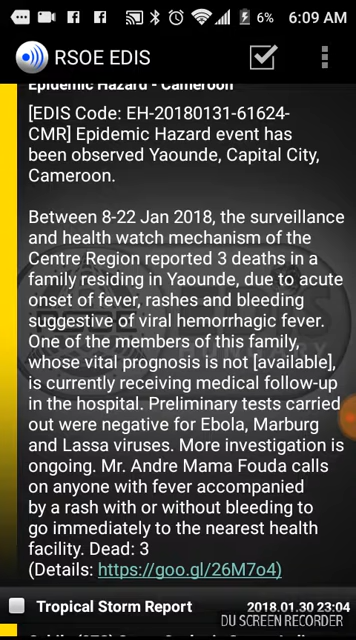 6% 6:09 AM
RSOE EDIS
Epidemic Hazard - Cameroon
[EDIS Code: EH-20180131-61624-
CMR] Epidemic Hazard event has
been observed Yaounde, Capital City,
Cameroon.
Between 8-22 Jan 2018, the surveillance
and health watch mechanism of the
Centre Region reported 3 deaths in a
family residing in Yaounde, due to acute
onset of fever, rashes and bleeding
suggestive of viral hemorrhagic fever.
One of the members of this family,
whose vital prognosis is not [available],
is currently receiving medical follow-up
in the hospital. Preliminary tests carried
out were negative for Ebola, Marburg
and Lassa viruses. More investigation is
ongoing. Mr. Andre Mama Fouda calls
on anyone with fever accompanied
by a rash with or without bleeding to
go immediately to the nearest health
facility. Dead: 3
(Details: https://goo.gl/26M7o4)
Tropical Storm Report 2018.01.30 23:04
DU SCREEN RECORDER